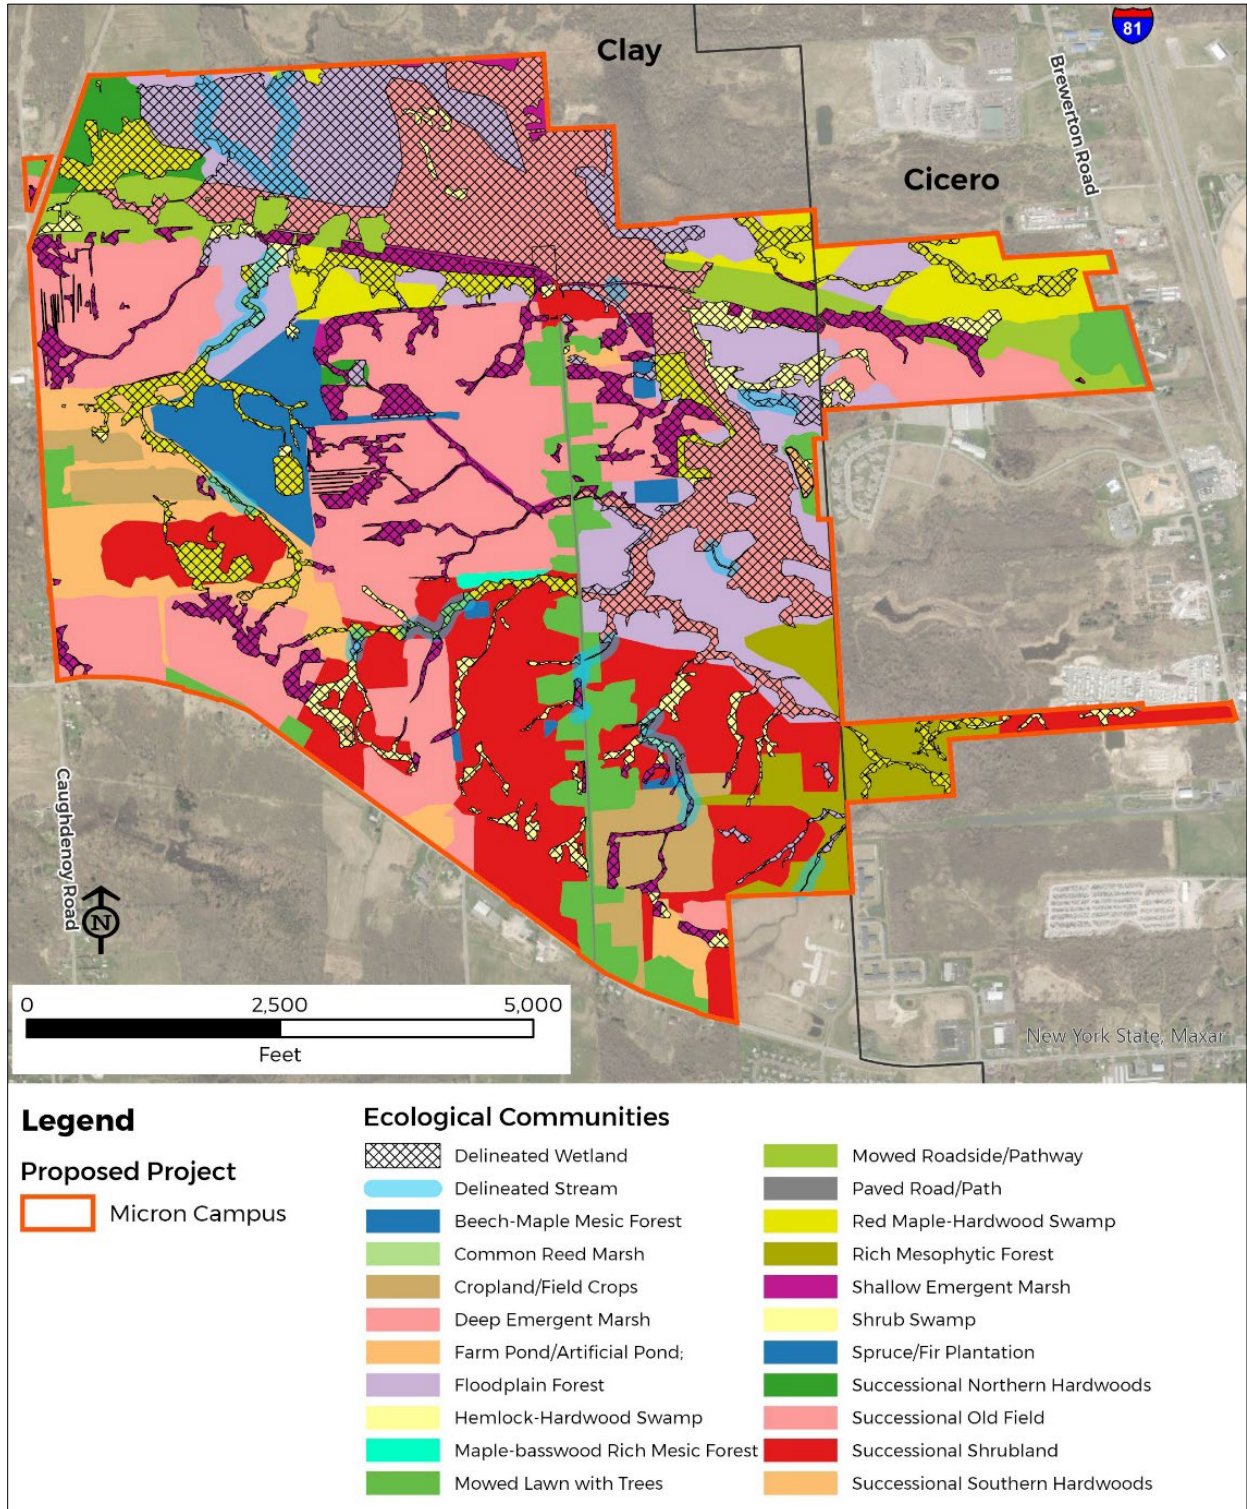 81
Clay
Brewerton Road
Cicero
Caughdenoy Road
N
0 2,500 5,000
Feet
New York State, Maxar
Legend
Proposed Project
Micron Campus
Ecological Communities
Delineated Wetland
Delineated Stream
Beech-Maple Mesic Forest
Common Reed Marsh
Cropland/Field Crops
Deep Emergent Marsh
Farm Pond/Artificial Pond;
Floodplain Forest
Hemlock-Hardwood Swamp
Maple-basswood Rich Mesic Forest
Mowed Lawn with Trees
Mowed Roadside/Pathway
Paved Road/Path
Red Maple-Hardwood Swamp
Rich Mesophytic Forest
Shallow Emergent Marsh
Shrub Swamp
Spruce/Fir Plantation
Successional Northern Hardwoods
Successional Old Field
Successional Shrubland
Successional Southern Hardwoods